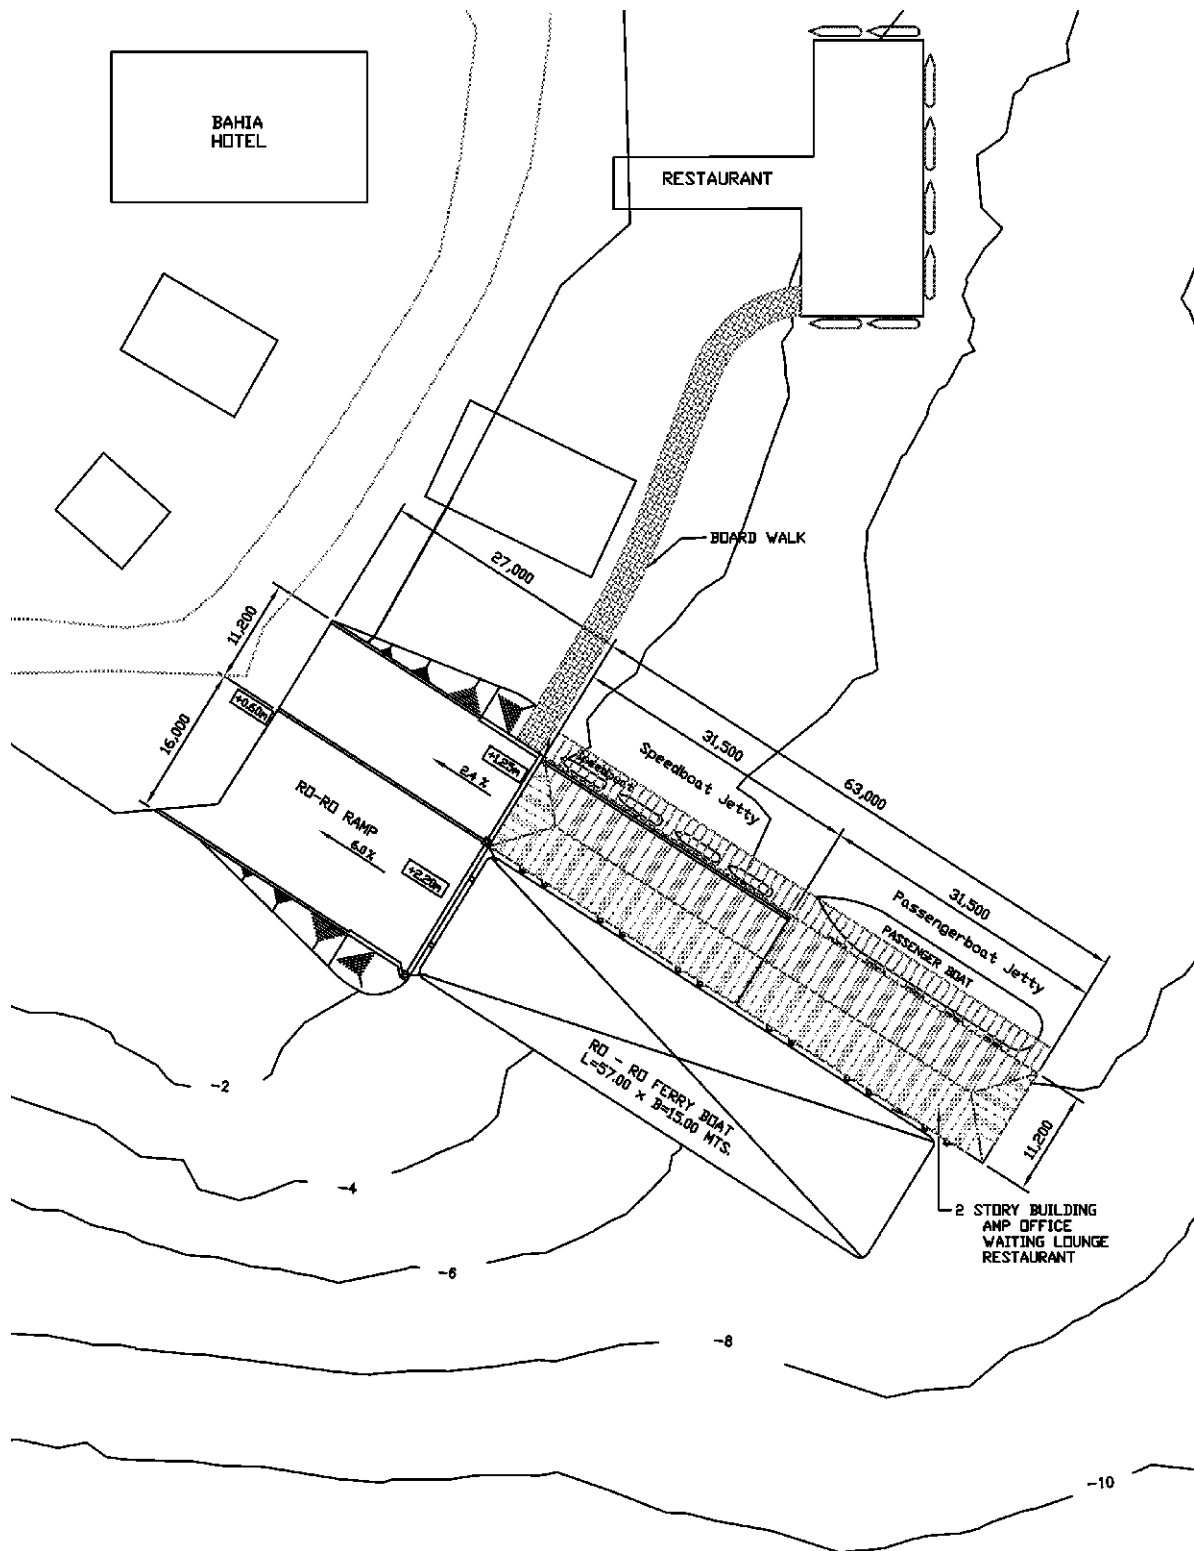 BAHIA
HOTEL
RESTAURANT
BOARD WALK
27,000
11,200
16,000
+0.60m
+1.25m
2.4 %
RO-RO RAMP
6.0%
+2.20m
31,500
63,000
Speedboat Jetty
Speedboat
31,500
Passengerboat Jetty
PASSENGER BOAT
RO - RO FERRY BOAT
L=57.00 x B=15.00 MTS.
11,200
2 STORY BUILDING
AMP OFFICE
WAITING LOUNGE
RESTAURANT
-2
-4
-6
-8
-10